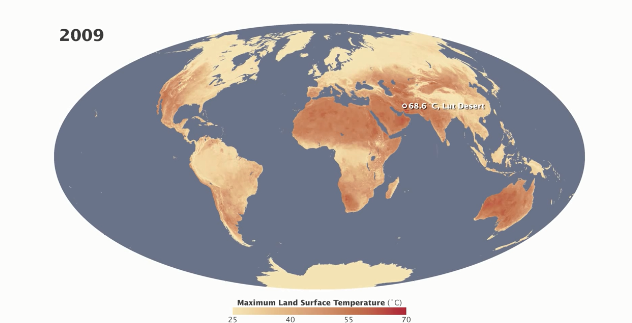 2009
68.6° C, Lut Desert
Maximum Land Surface Temperature (°C)
25 40 55 70